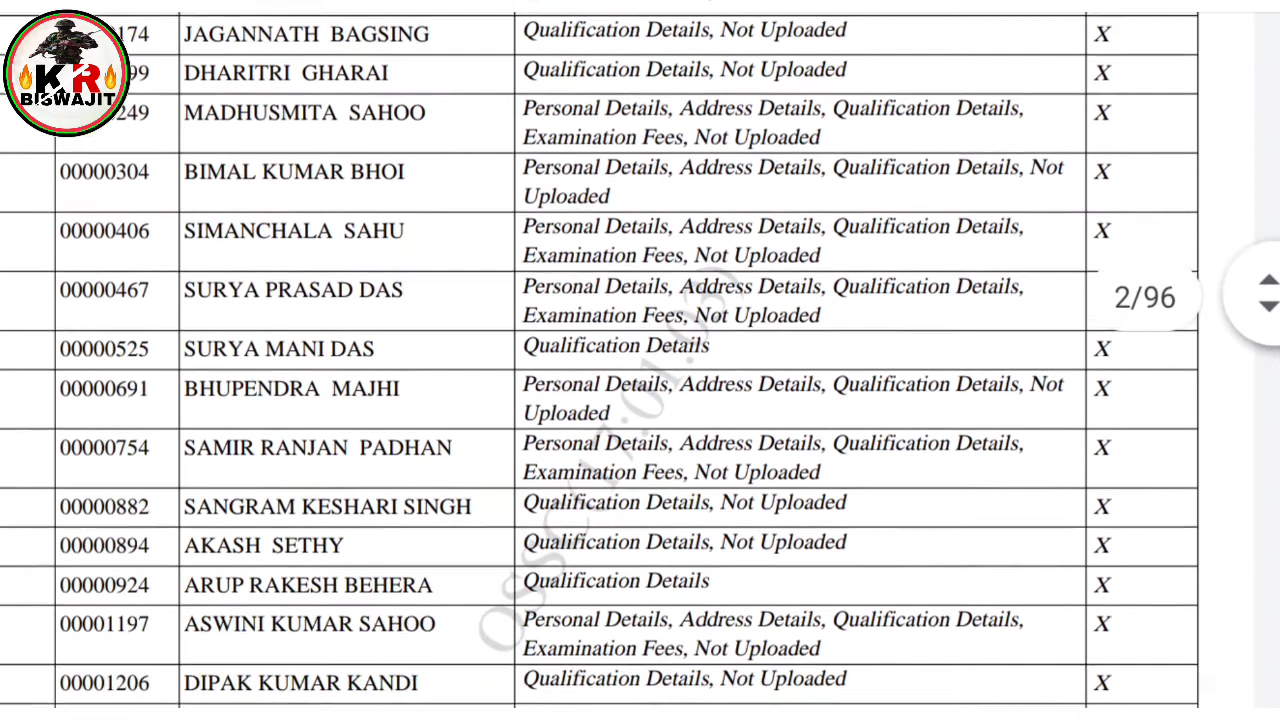 174 JAGANNATH BAGSING Qualification Details, Not Uploaded X
99 DHARITRI GHARAI Qualification Details, Not Uploaded X
249 MADHUSMITA SAHOO Personal Details, Address Details, Qualification Details, X
Examination Fees, Not Uploaded
00000304 BIMAL KUMAR BHOI Personal Details, Address Details, Qualification Details, Not X
Uploaded
00000406 SIMANCHALA SAHU Personal Details, Address Details, Qualification Details, X
Examination Fees, Not Uploaded
00000467 SURYA PRASAD DAS Personal Details, Address Details, Qualification Details,
Examination Fees, Not Uploaded
00000525 SURYA MANI DAS Qualification Details X
00000691 BHUPENDRA MAJHI Personal Details, Address Details, Qualification Details, Not X
Uploaded
00000754 SAMIR RANJAN PADHAN Personal Details, Address Details, Qualification Details, X
Examination Fees, Not Uploaded
00000882 SANGRAM KESHARI SINGH Qualification Details, Not Uploaded X
00000894 AKASH SETHY Qualification Details, Not Uploaded X
00000924 ARUP RAKESH BEHERA Qualification Details X
00001197 ASWINI KUMAR SAHOO Personal Details, Address Details, Qualification Details, X
Examination Fees, Not Uploaded
00001206 DIPAK KUMAR KANDI Qualification Details, Not Uploaded X
KR
BISWAJIT
2/96
OSSC(17:01:03)